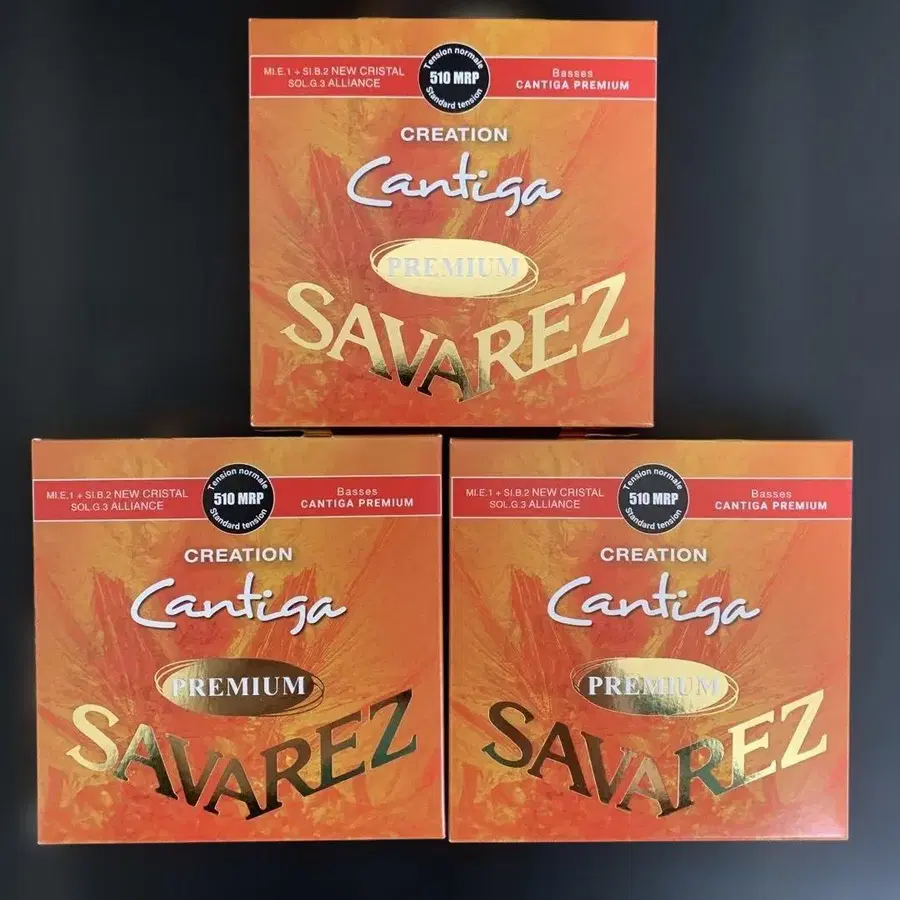 MI.E.1 + SI.B.2 NEW CRISTAL
SOL.G.3 ALLIANCE
Tension normale
510 MRP
Standard tension
Basses
CANTIGA PREMIUM
CREATION
Cantiga
PREMIUM
SAVAREZ
MI.E.1 + SI.B.2 NEW CRISTAL
SOL.G.3 ALLIANCE
Tension normale
510 MRP
Standard tension
Basses
CANTIGA PREMIUM
CREATION
Cantiga
PREMIUM
SAVAREZ
MI.E.1 + SI.B.2 NEW CRISTAL
SOL.G.3 ALLIANCE
Tension normale
510 MRP
Standard tension
Basses
CANTIGA PREMIUM
CREATION
Cantiga
PREMIUM
SAVAREZ